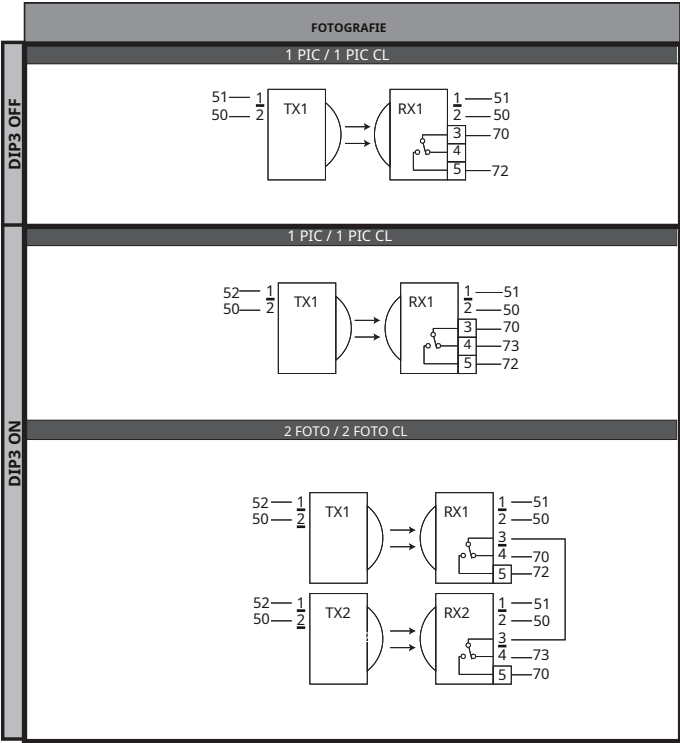 FOTOGRAFIE
DIP3 OFF
1 PIC / 1 PIC CL
51 1 TX1 RX1 1 51
50 2 2 50
3 70
4
5 72
DIP3 ON
1 PIC / 1 PIC CL
52 1 TX1 RX1 1 51
50 2 2 50
3 70
4 73
5 72
2 FOTO / 2 FOTO CL
52 1 TX1 RX1 1 51
50 2 2 50
3
4 70
5 72
52 1 TX2 RX2 1 51
50 2 2 50
2 3
4 73
5 70